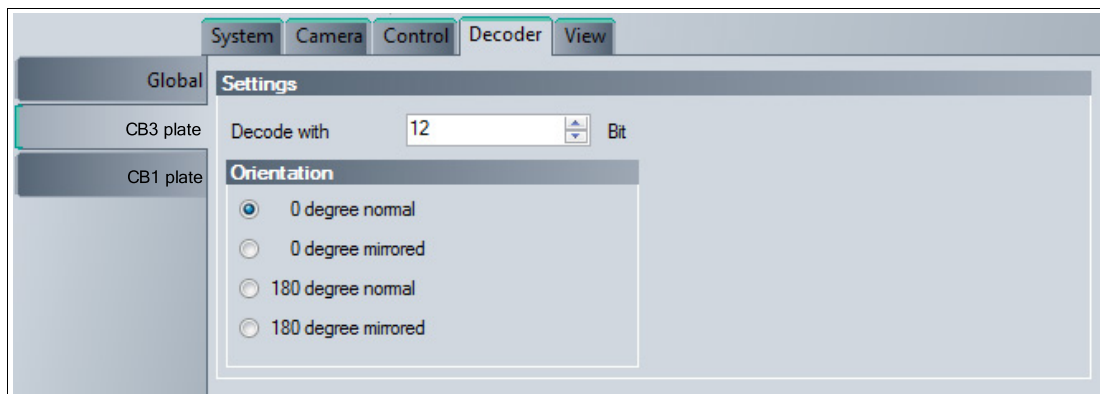 System Camera Control Decoder View
Global
CB3 plate
CB1 plate
Settings
Decode with 12 Bit
Orientation
0 degree normal
0 degree mirrored
180 degree normal
180 degree mirrored